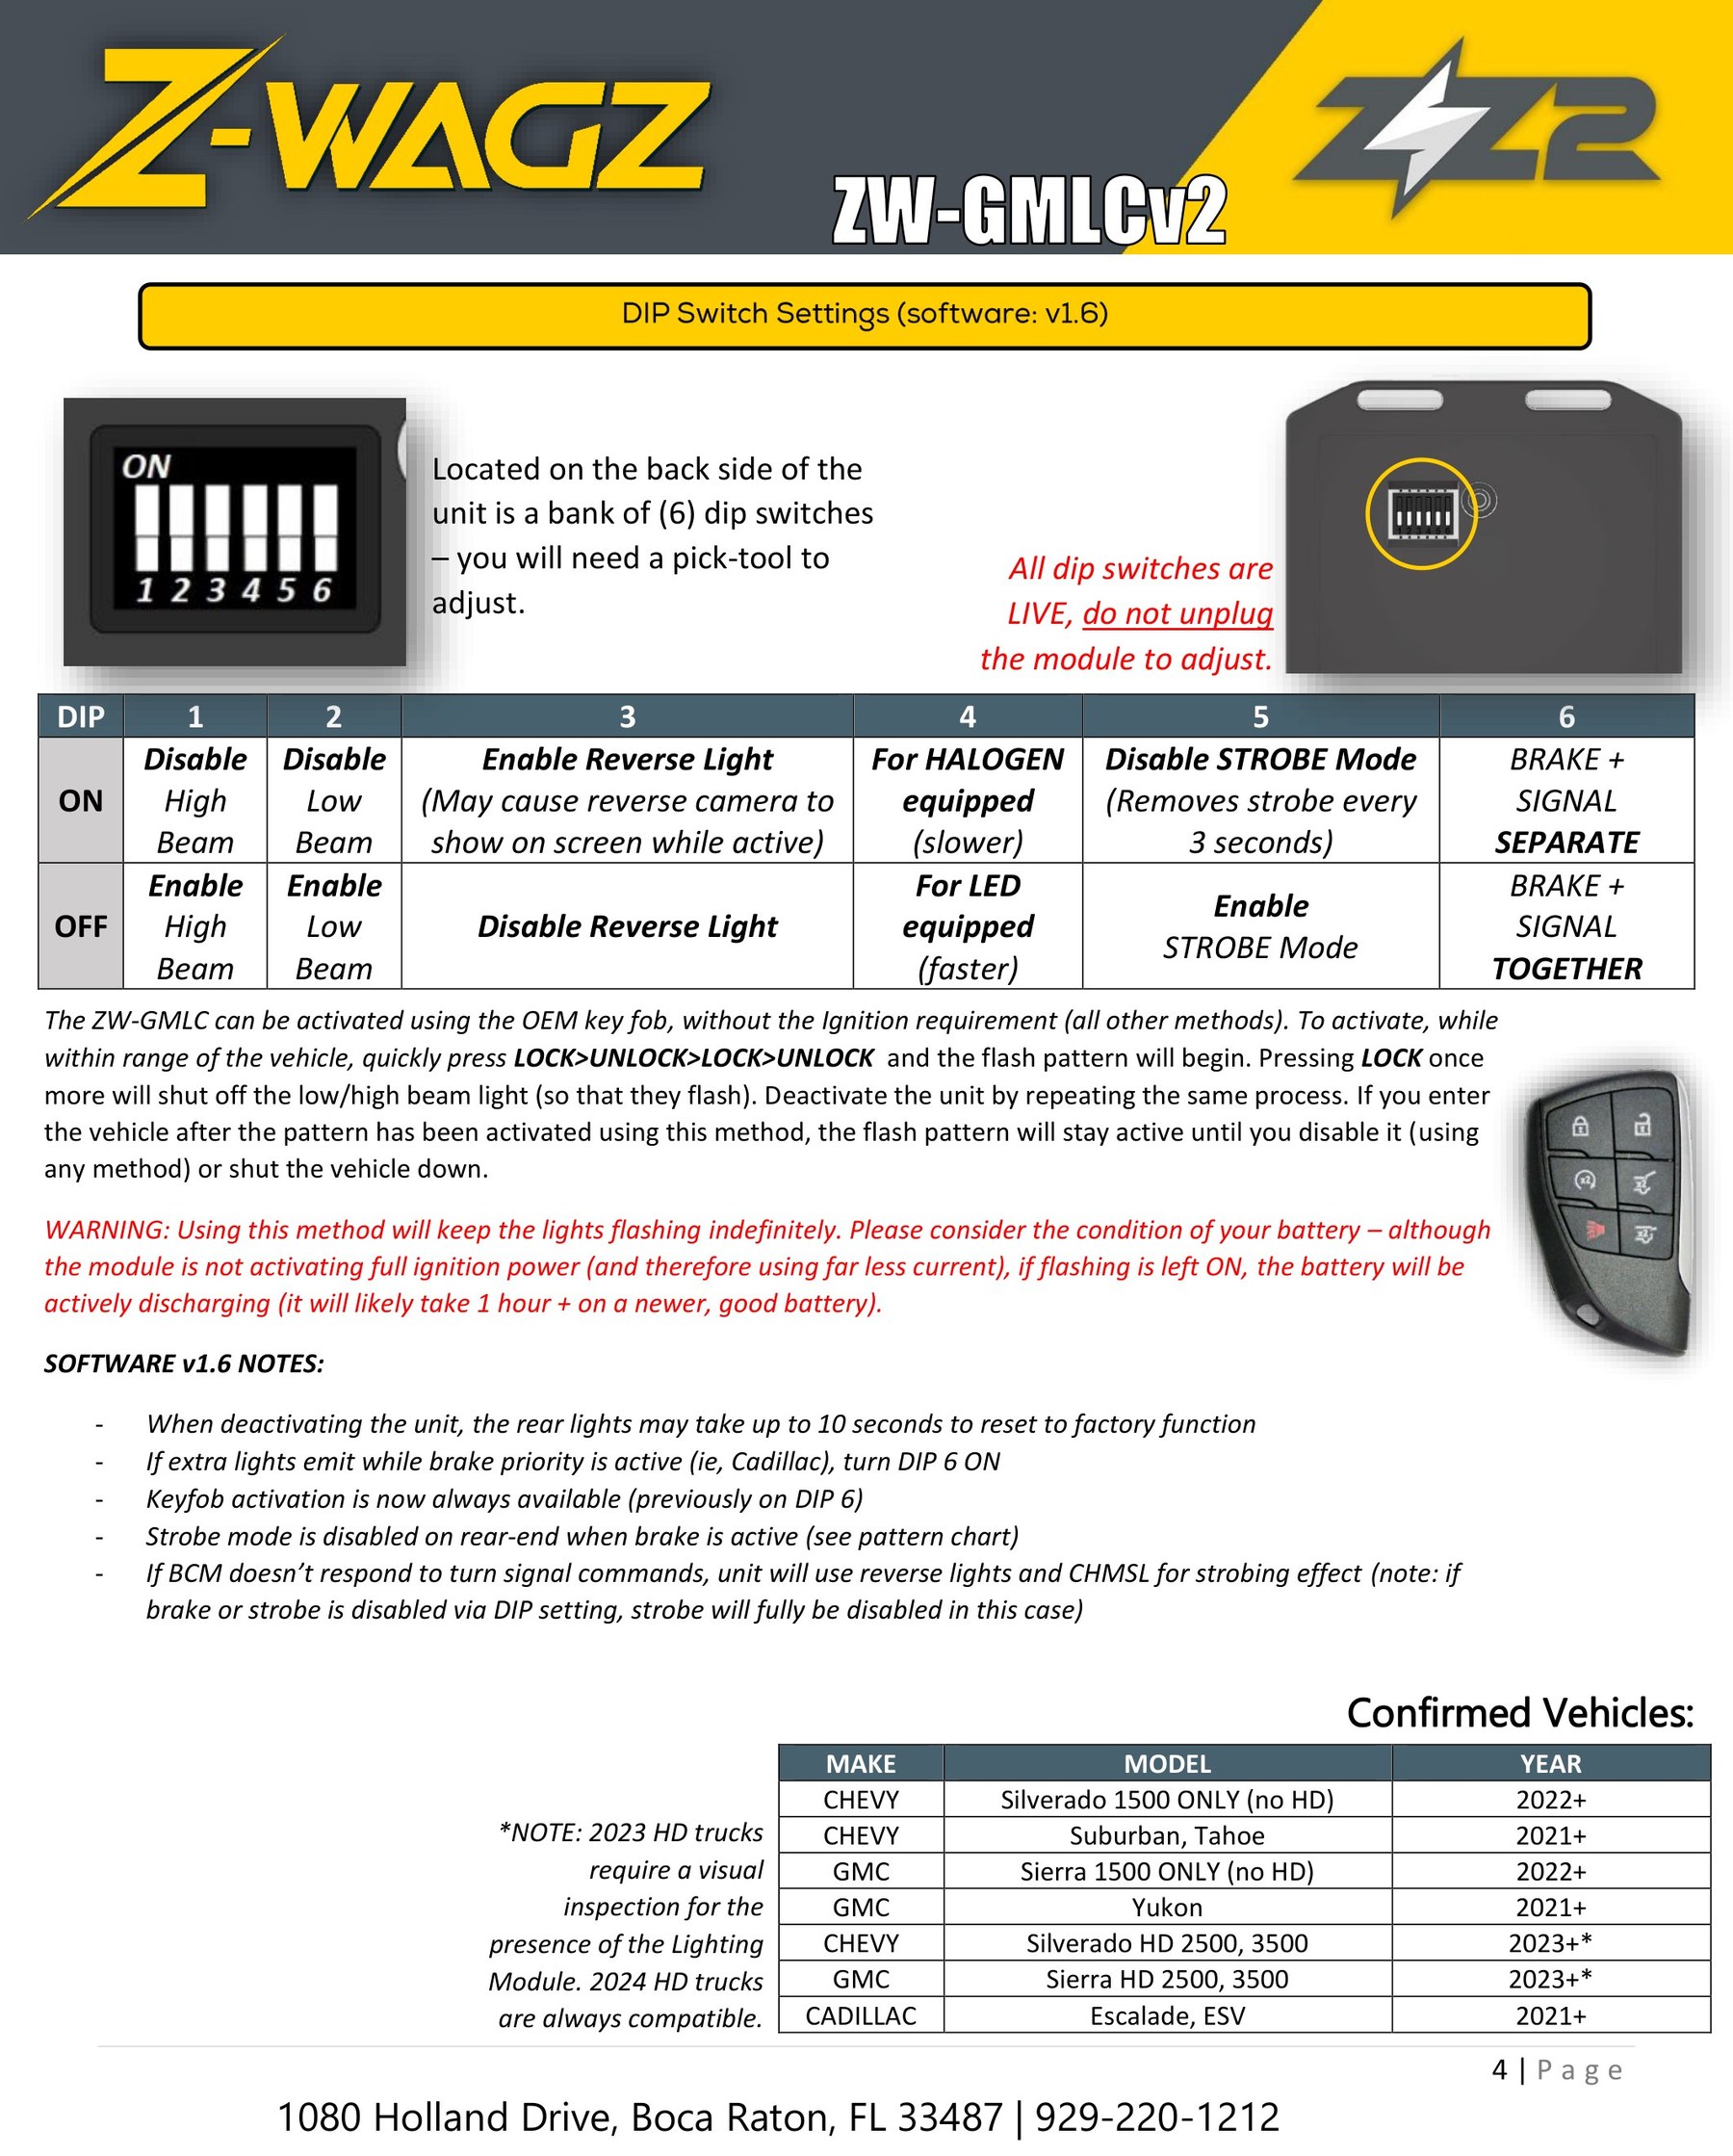 Z-WAGZ
ZZ2
ZW-GMLCv2
DIP Switch Settings (software: v1.6)
ON
1 2 3 4 5 6
Located on the back side of the
unit is a bank of (6) dip switches
– you will need a pick-tool to
adjust.
All dip switches are
LIVE, do not unplug
the module to adjust.
DIP 1 2 3 4 5 6
ON
Disable
High
Beam
Disable
Low
Beam
Enable Reverse Light
(May cause reverse camera to
show on screen while active)
For HALOGEN
equipped
(slower)
Disable STROBE Mode
(Removes strobe every
3 seconds)
BRAKE +
SIGNAL
SEPARATE
OFF
Enable
High
Beam
Enable
Low
Beam
Disable Reverse Light
For LED
equipped
(faster)
Enable
STROBE Mode
BRAKE +
SIGNAL
TOGETHER
The ZW-GMLC can be activated using the OEM key fob, without the Ignition requirement (all other methods). To activate, while
within range of the vehicle, quickly press LOCK>UNLOCK>LOCK>UNLOCK and the flash pattern will begin. Pressing LOCK once
more will shut off the low/high beam light (so that they flash). Deactivate the unit by repeating the same process. If you enter
the vehicle after the pattern has been activated using this method, the flash pattern will stay active until you disable it (using
any method) or shut the vehicle down.
WARNING: Using this method will keep the lights flashing indefinitely. Please consider the condition of your battery – although
the module is not activating full ignition power (and therefore using far less current), if flashing is left ON, the battery will be
actively discharging (it will likely take 1 hour + on a newer, good battery).
SOFTWARE v1.6 NOTES:
- When deactivating the unit, the rear lights may take up to 10 seconds to reset to factory function
- If extra lights emit while brake priority is active (ie, Cadillac), turn DIP 6 ON
- Keyfob activation is now always available (previously on DIP 6)
- Strobe mode is disabled on rear-end when brake is active (see pattern chart)
- If BCM doesn't respond to turn signal commands, unit will use reverse lights and CHMSL for strobing effect (note: if
brake or strobe is disabled via DIP setting, strobe will fully be disabled in this case)
Confirmed Vehicles:
*NOTE: 2023 HD trucks
require a visual
inspection for the
presence of the Lighting
Module. 2024 HD trucks
are always compatible.
MAKE MODEL YEAR
CHEVY Silverado 1500 ONLY (no HD) 2022+
CHEVY Suburban, Tahoe 2021+
GMC Sierra 1500 ONLY (no HD) 2022+
GMC Yukon 2021+
CHEVY Silverado HD 2500, 3500 2023+*
GMC Sierra HD 2500, 3500 2023+*
CADILLAC Escalade, ESV 2021+
4 | Page
1080 Holland Drive, Boca Raton, FL 33487 | 929-220-1212